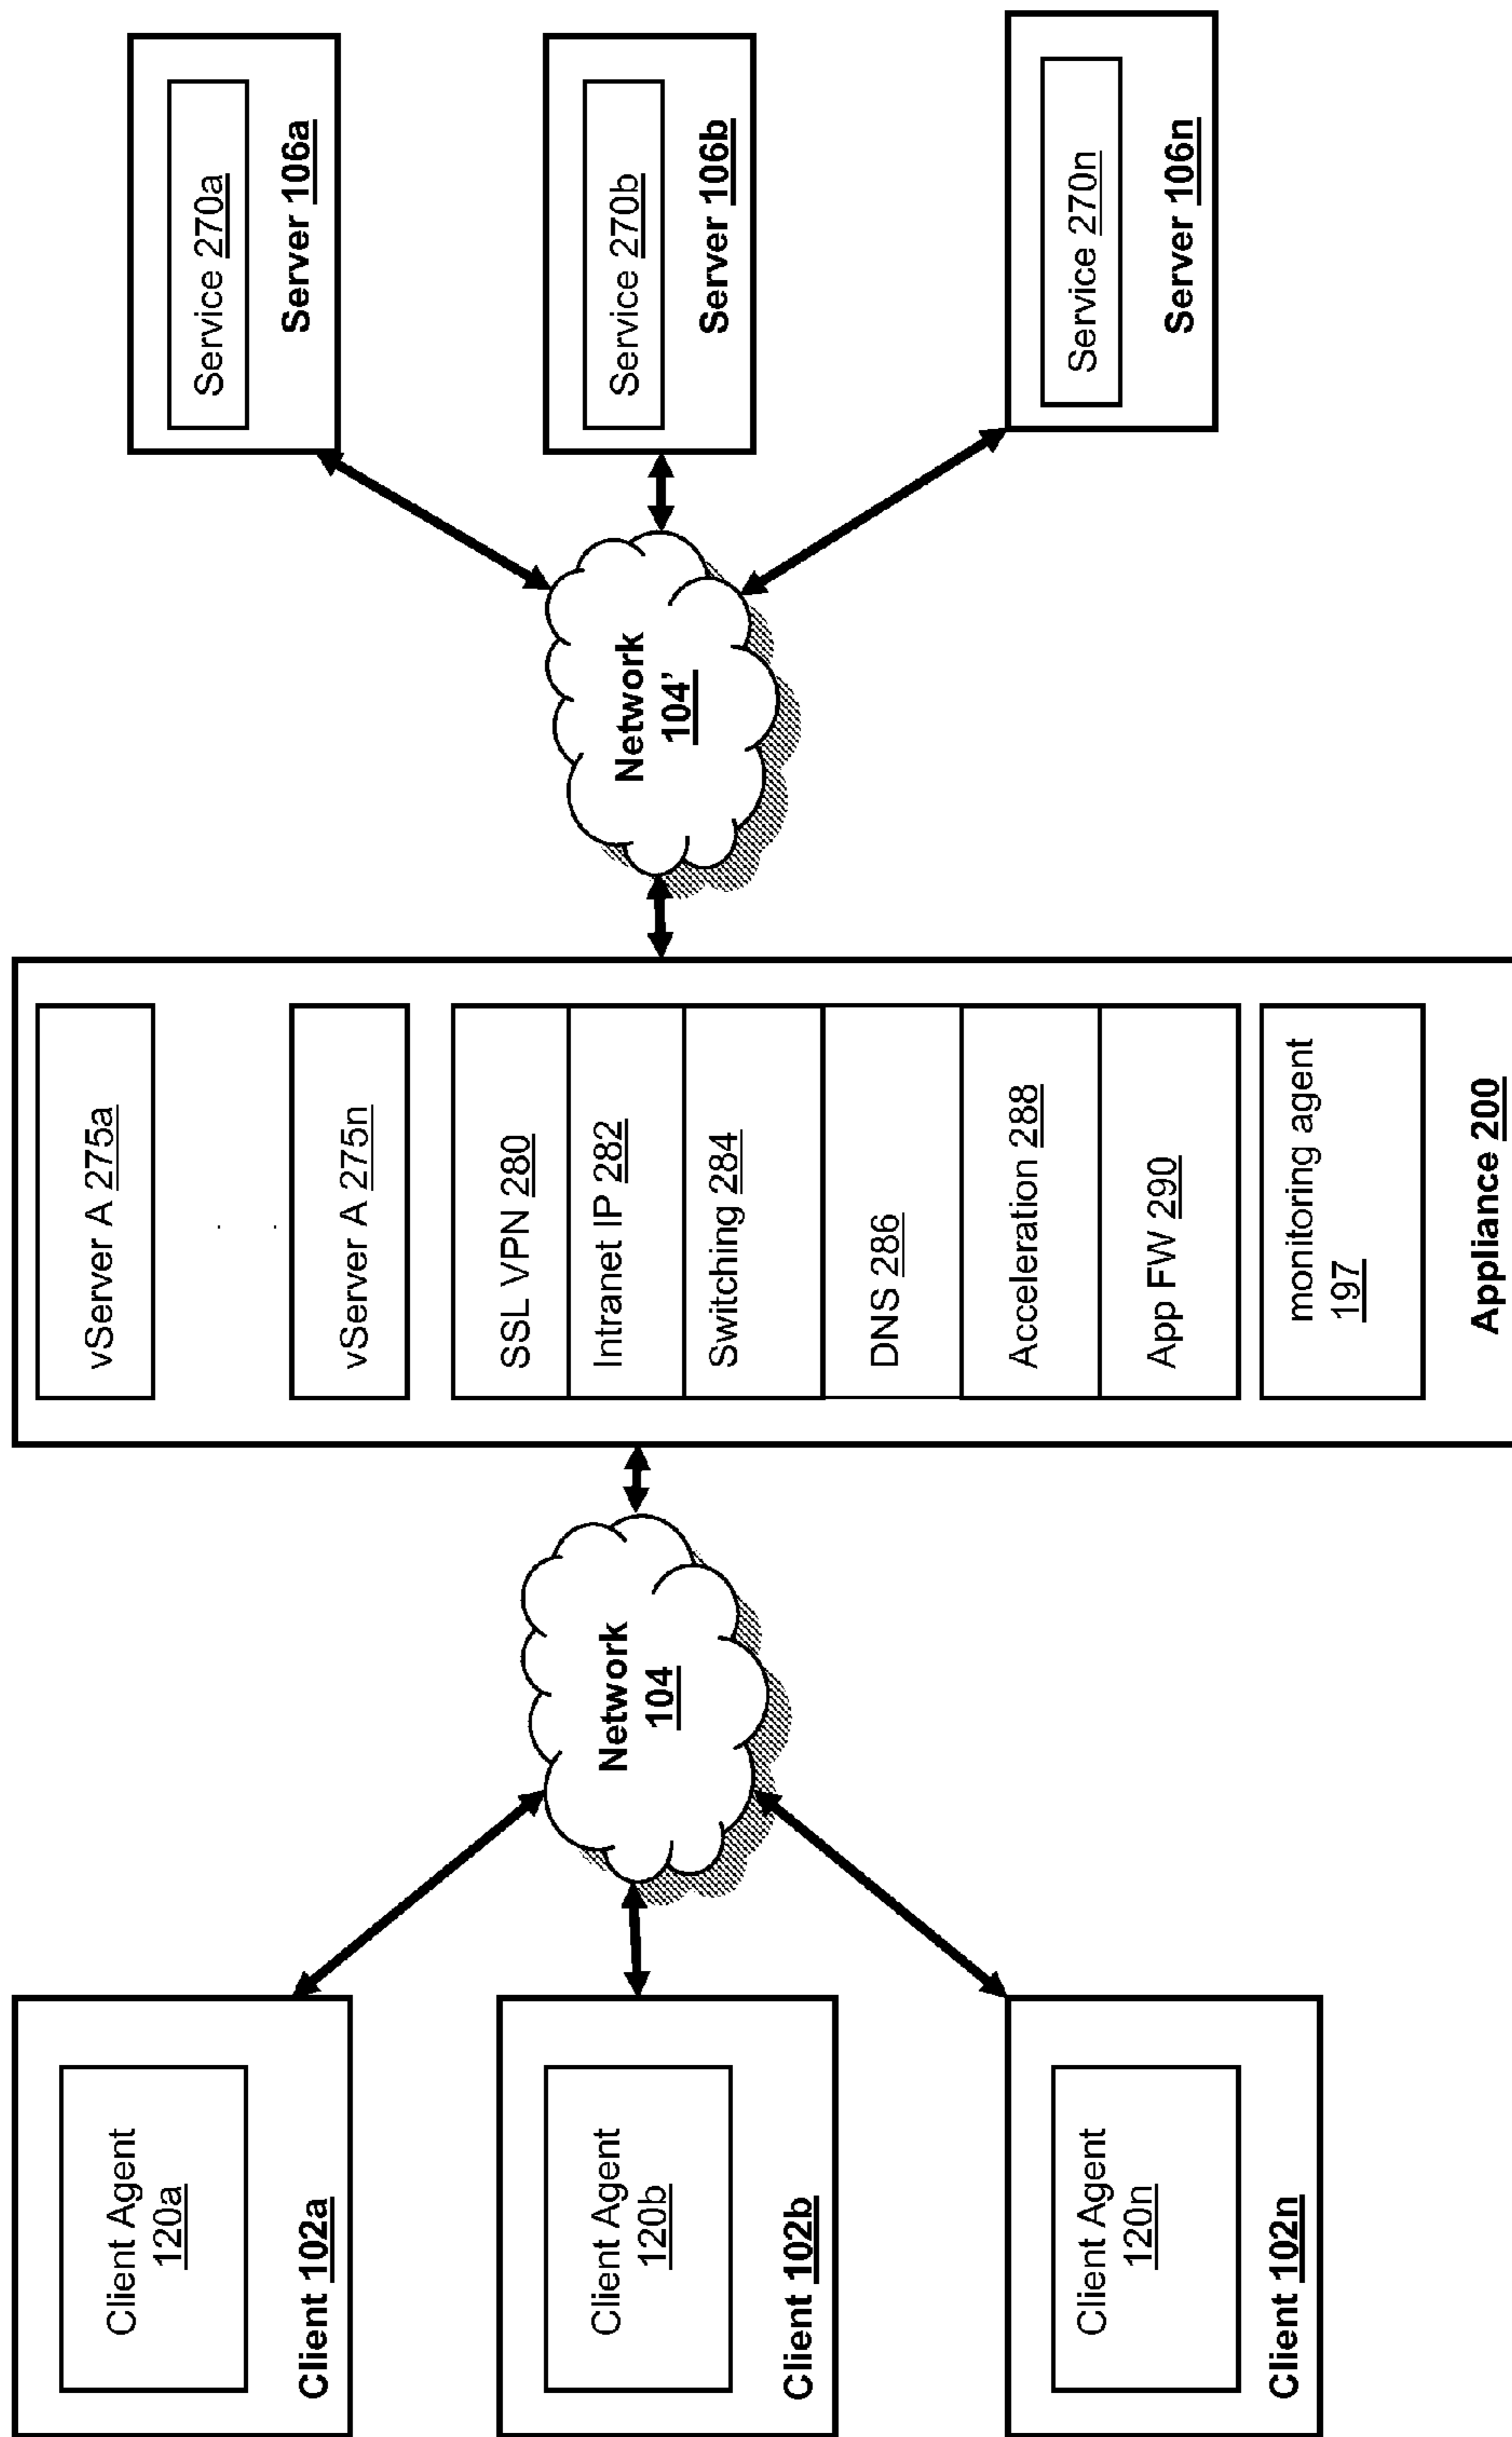 Client Agent
120a
Client 102a
Client Agent
120b
Client 102b
Client Agent
120n
Client 102n
Network
104
vServer A 275a
vServer A 275n
SSL VPN 280
Intranet IP 282
Switching 284
DNS 286
Acceleration 288
App FW 290
monitoring agent
197
Appliance 200
Network
104’
Service 270a
Server 106a
Service 270b
Server 106b
Service 270n
Server 106n